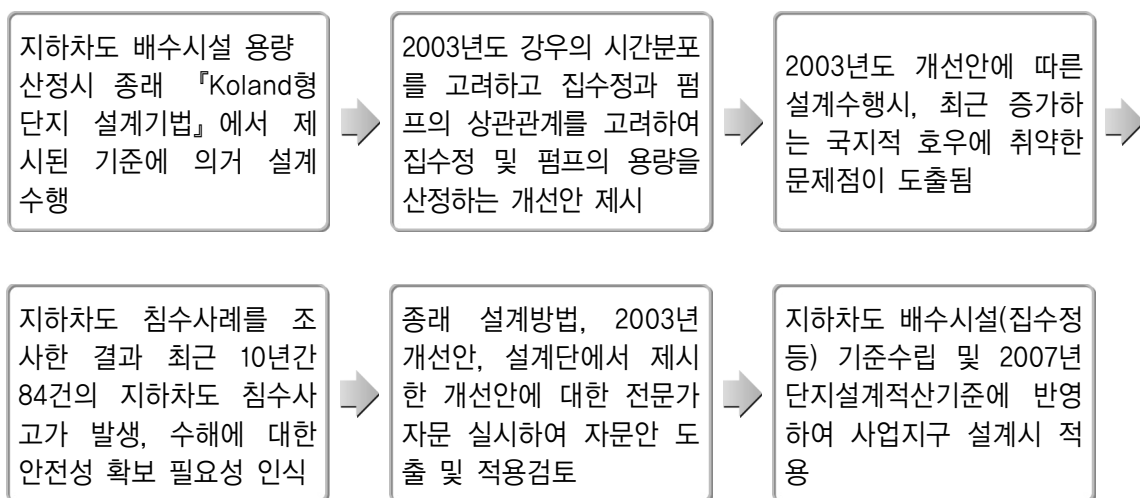 지하차도 배수시설 용량
산정시 종래 『Koland형
단지 설계기법』에서 제
시된 기준에 의거 설계
수행
2003년도 강우의 시간분포
를 고려하고 집수정과 펌
프의 상관관계를 고려하여
집수정 및 펌프의 용량을
산정하는 개선안 제시
2003년도 개선안에 따른
설계수행시, 최근 증가하
는 국지적 호우에 취약한
문제점이 도출됨
지하차도 침수사례를 조
사한 결과 최근 10년간
84건의 지하차도 침수사
고가 발생, 수해에 대한
안전성 확보 필요성 인식
종래 설계방법, 2003년
개선안, 설계단에서 제시
한 개선안에 대한 전문가
자문 실시하여 자문안 도
출 및 적용검토
지하차도 배수시설(집수정
등) 기준수립 및 2007년
단지설계적산기준에 반영
하여 사업지구 설계시 적
용